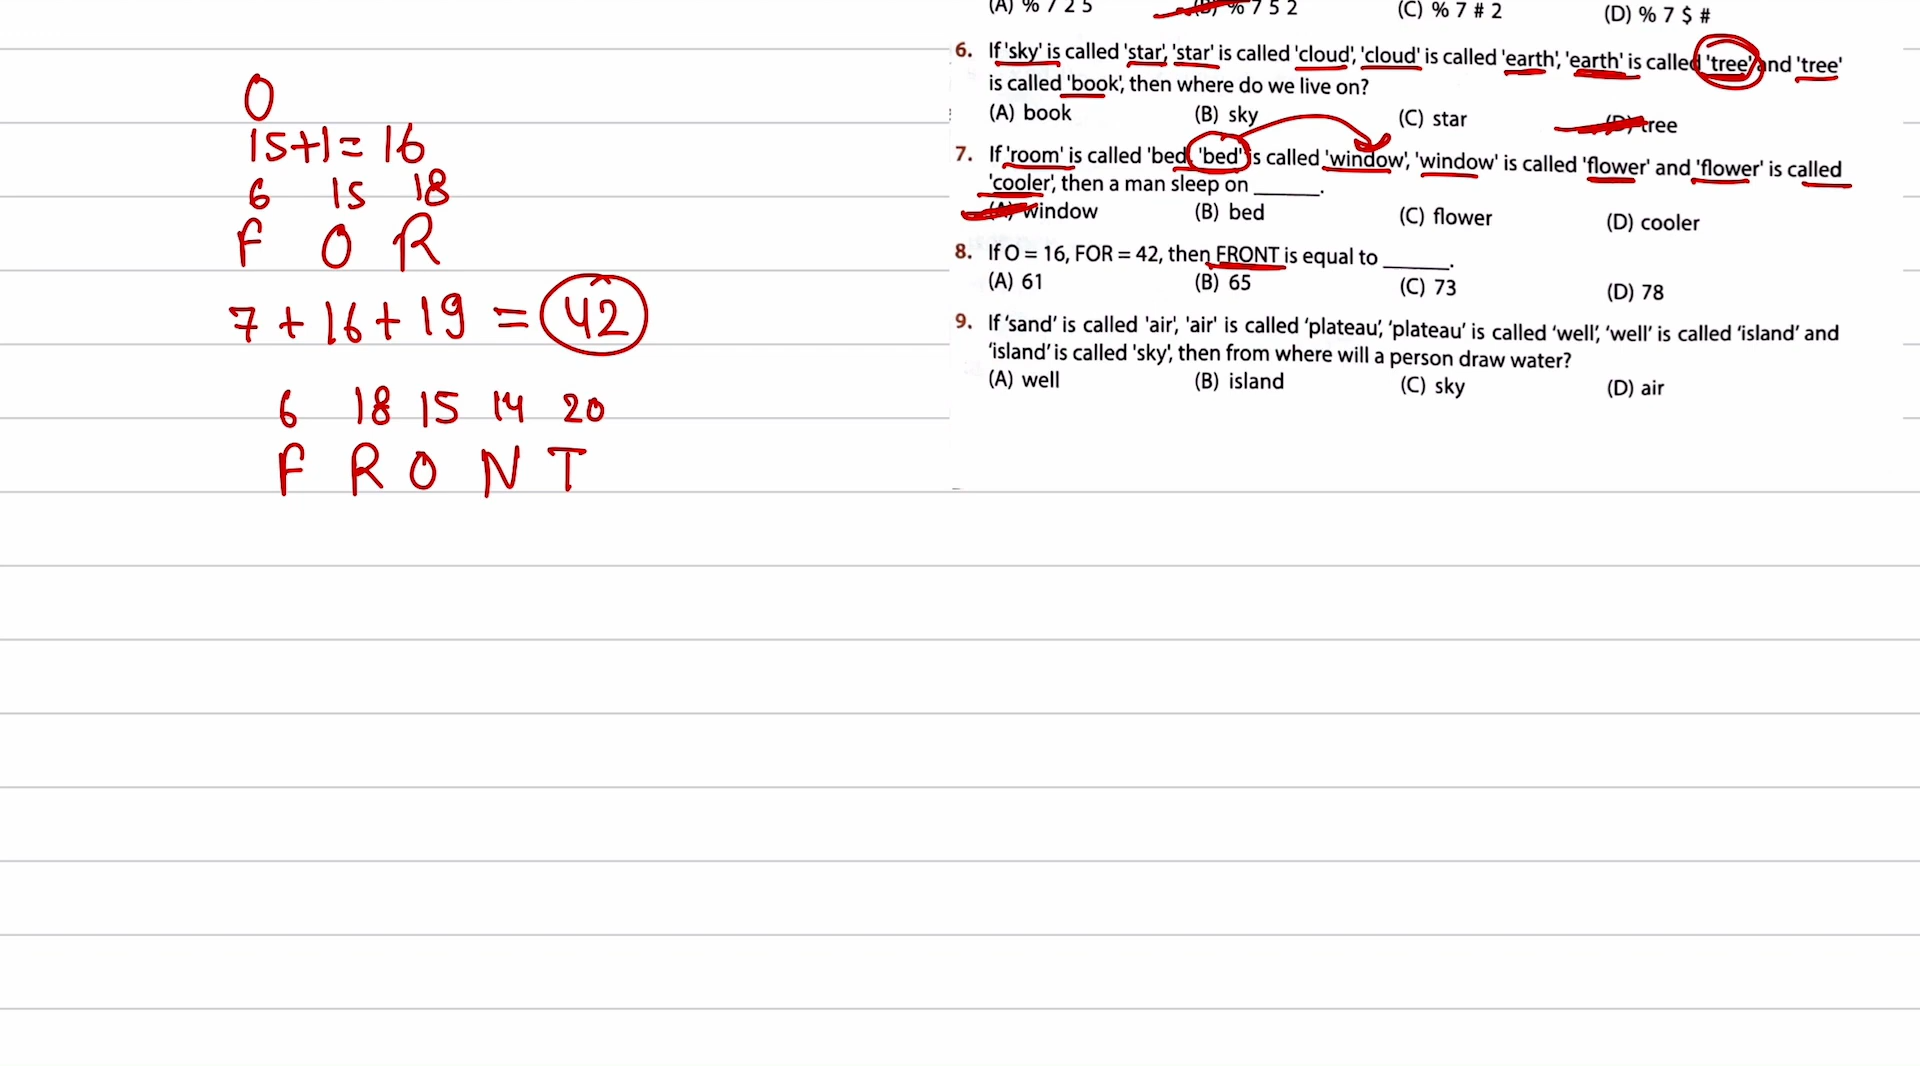 O
15+1=16
6 15 18
F O R
7+16+19=42
6 18 15 14 20
F R O N T
(A) % 7 2 5 (B) % 7 5 2 (C) % 7 # 2 (D) % 7 $ #
6. If 'sky' is called 'star', 'star' is called 'cloud', 'cloud' is called 'earth', 'earth' is called 'tree' and 'tree'
is called 'book', then where do we live on?
(A) book (B) sky (C) star (D) tree
7. If 'room' is called 'bed', 'bed' is called 'window', 'window' is called 'flower' and 'flower' is called
'cooler', then a man sleep on ______.
(A) window (B) bed (C) flower (D) cooler
8. If O = 16, FOR = 42, then FRONT is equal to ______.
(A) 61 (B) 65 (C) 73 (D) 78
9. If 'sand' is called 'air', 'air' is called 'plateau', 'plateau' is called 'well', 'well' is called 'island' and
'island' is called 'sky', then from where will a person draw water?
(A) well (B) island (C) sky (D) air